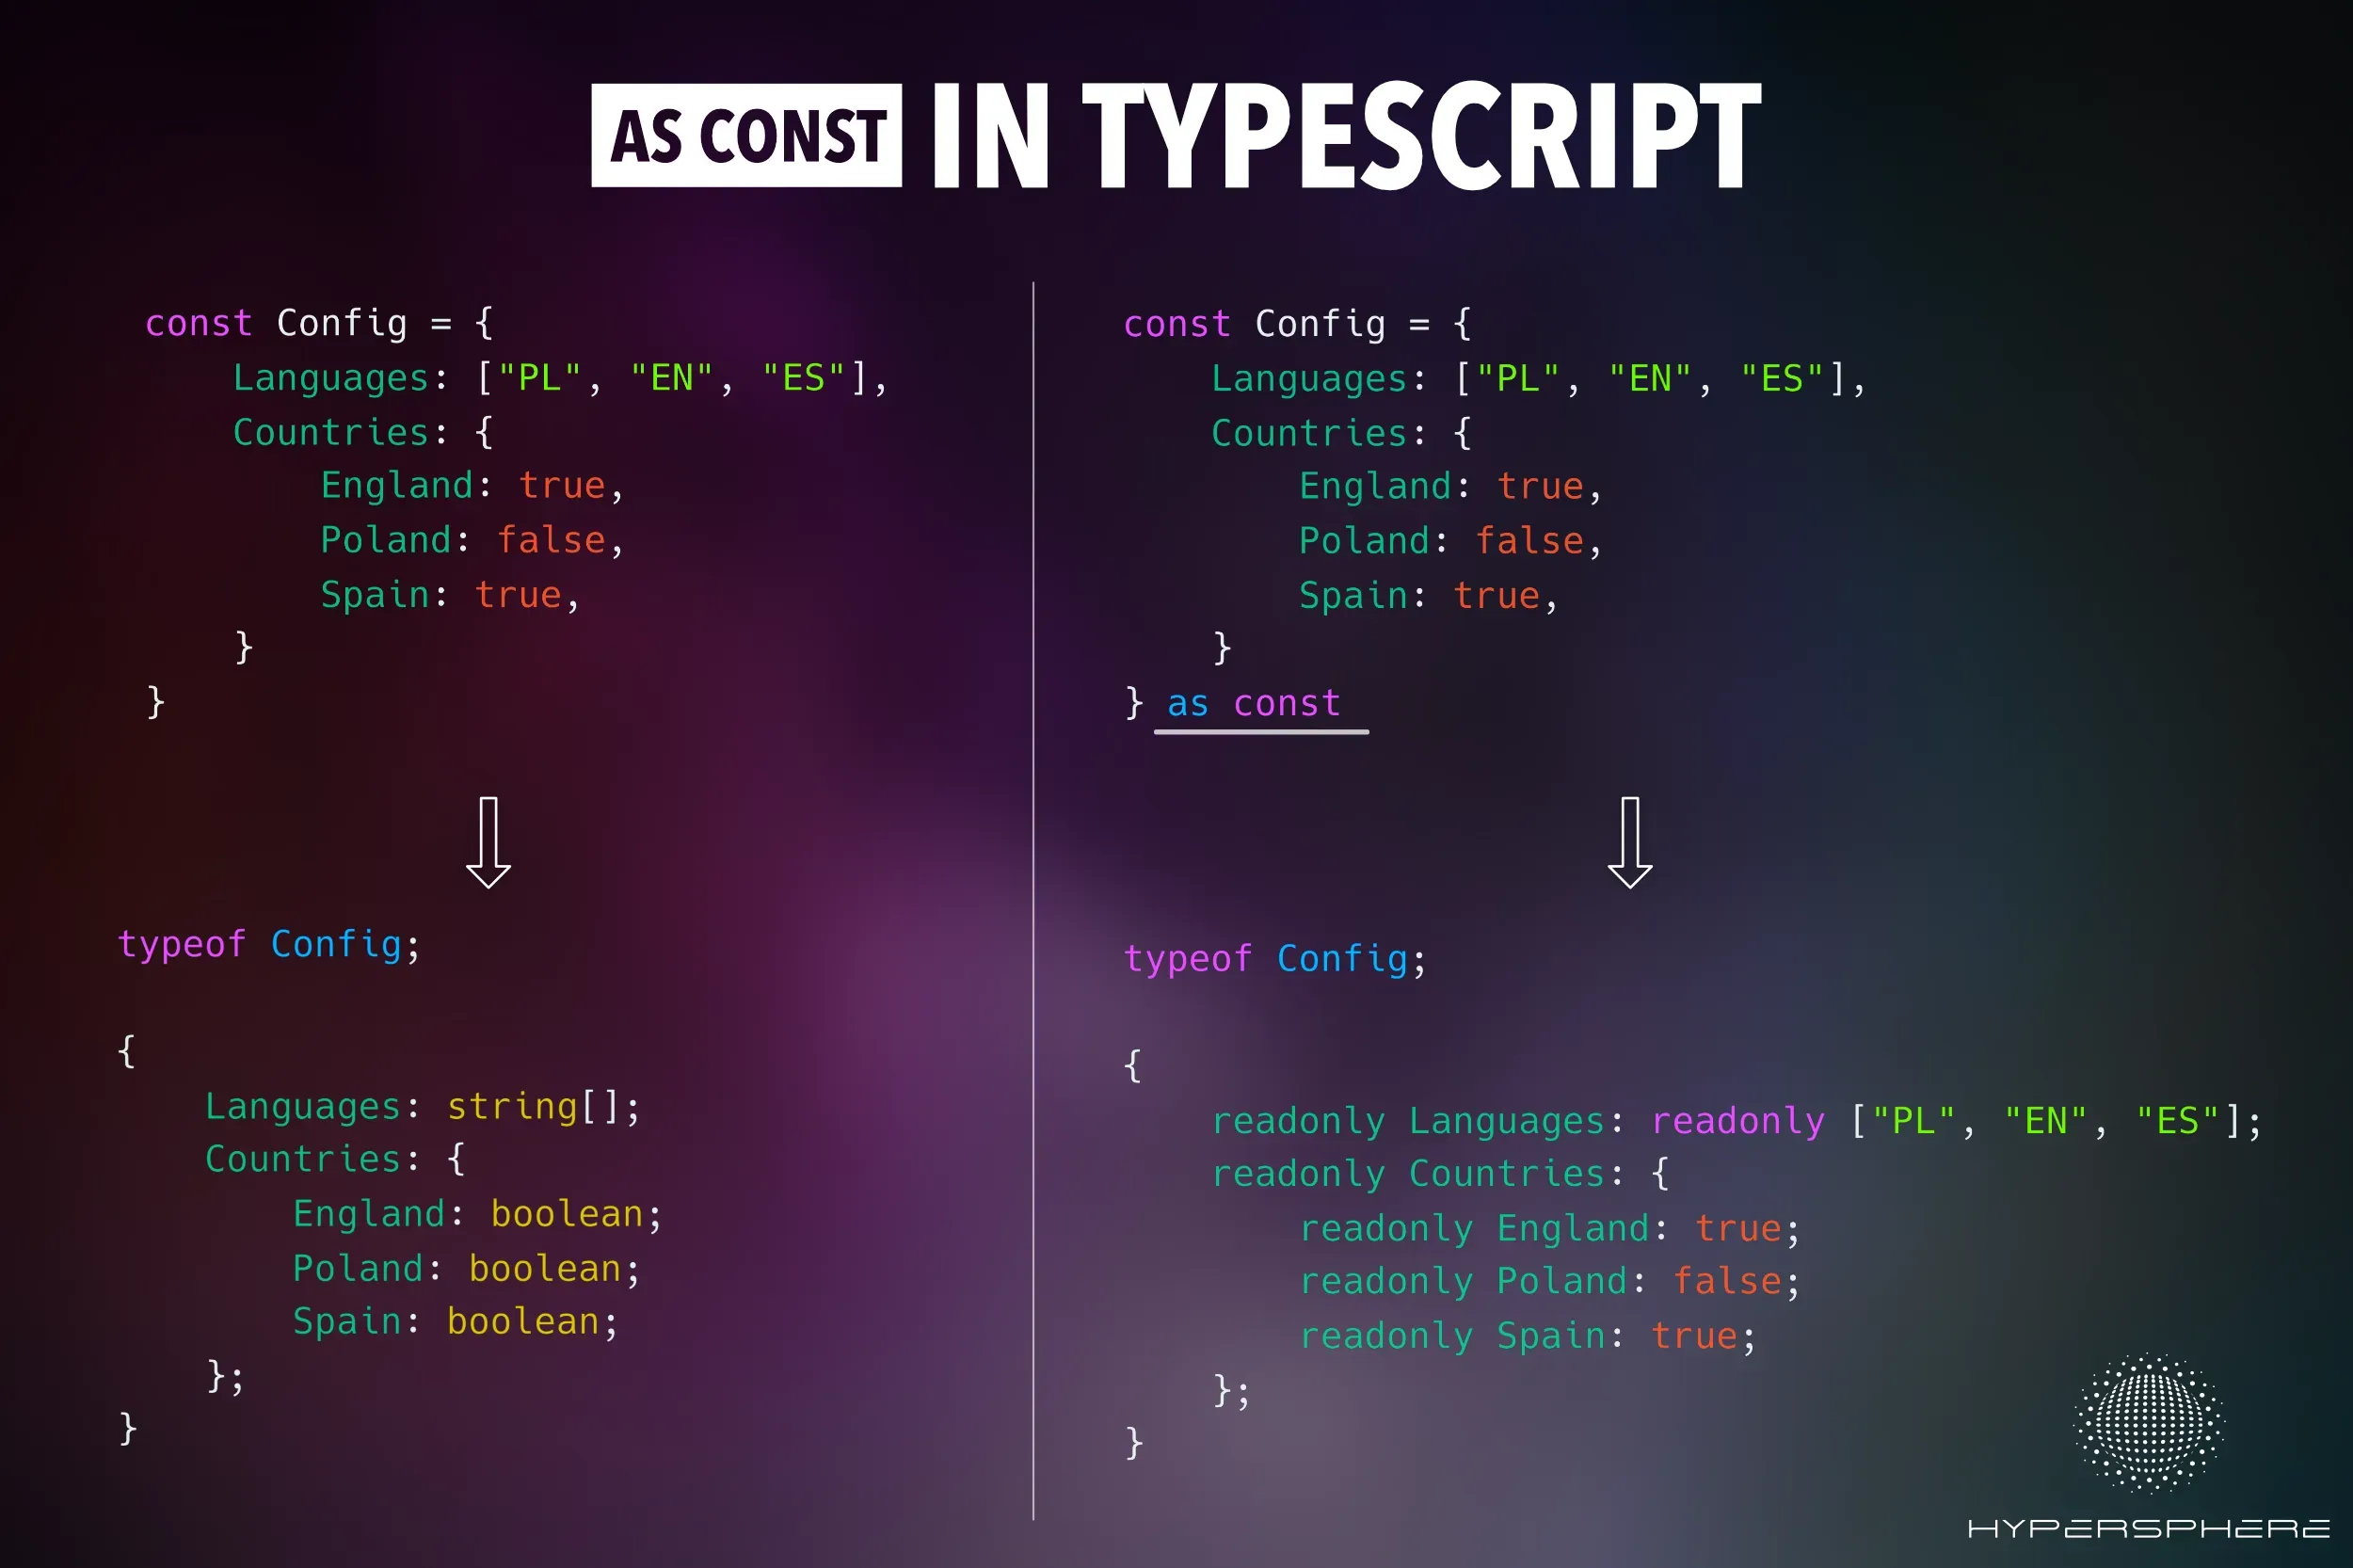 AS CONST IN TYPESCRIPT
const Config = {
    Languages: ["PL", "EN", "ES"],
    Countries: {
        England: true,
        Poland: false,
        Spain: true,
    }
}
typeof Config;
{
    Languages: string[];
    Countries: {
        England: boolean;
        Poland: boolean;
        Spain: boolean;
    };
}
const Config = {
    Languages: ["PL", "EN", "ES"],
    Countries: {
        England: true,
        Poland: false,
        Spain: true,
    }
} as const
typeof Config;
{
    readonly Languages: readonly ["PL", "EN", "ES"];
    readonly Countries: {
        readonly England: true;
        readonly Poland: false;
        readonly Spain: true;
    };
}
HYPERSPHERE